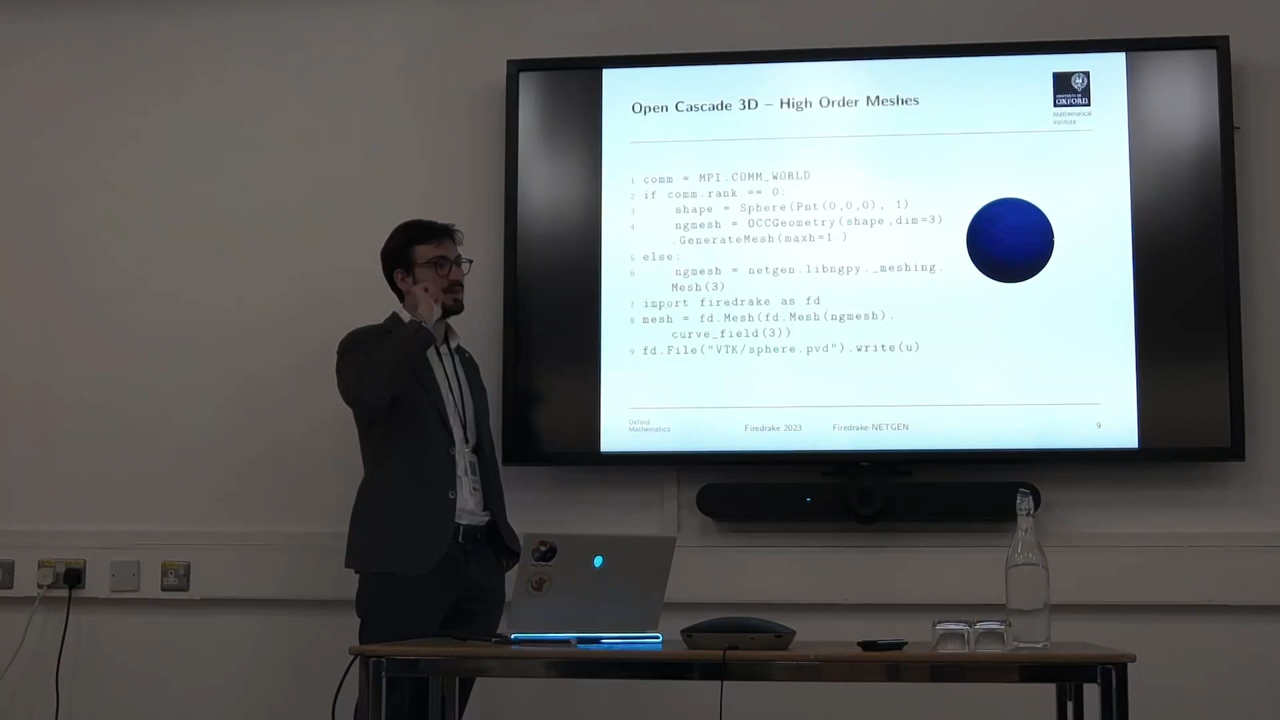 Open Cascade 3D – High Order Meshes
UNIVERSITY OF
OXFORD
Mathematical
Institute
1 comm = MPI.COMM_WORLD
2 if comm.rank == 0:
3 shape = Sphere(Pnt(0,0,0), 1)
4 ngmesh = OCCGeometry(shape,dim=3)
.GenerateMesh(maxh=1.)
5 else:
6 ngmesh = netgen.libngpy._meshing.
Mesh(3)
7 import firedrake as fd
8 mesh = fd.Mesh(fd.Mesh(ngmesh).
curve_field(3))
9 fd.File("VTK/sphere.pvd").write(u)
Oxford
Mathematics
Firedrake 2023 Firedrake-NETGEN 9